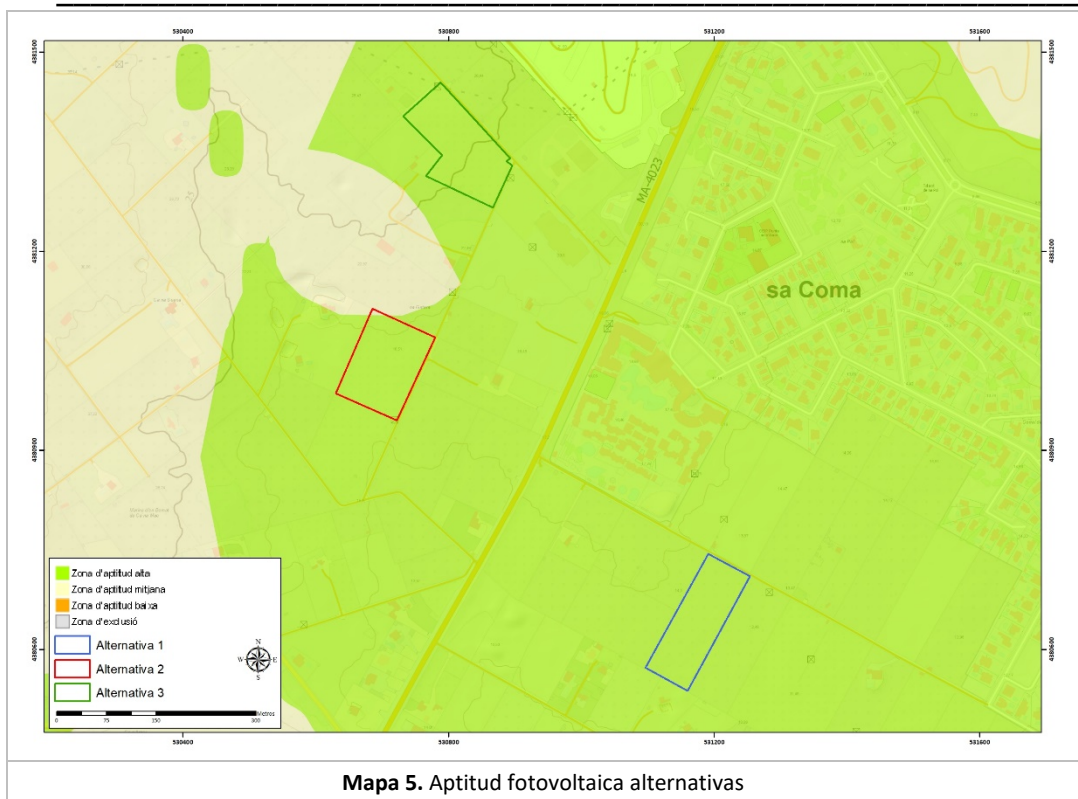 530400 530800 531200 531600
4381500 4381500
MA-4023
4381200 4381200
sa Coma
4380900 4380900
Zona d'aptitud alta
Zona d'aptitud mitjana
Zona d'aptitud baixa
Zona d'exclusió
Alternativa 1
Alternativa 2
Alternativa 3
N
W E
S
0 75 150 300
Metres
4380600 4380600
530400 530800 531200 531600
Mapa 5. Aptitud fotovoltaica alternativas